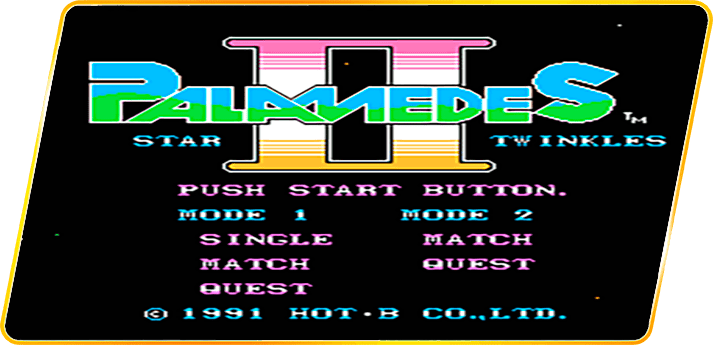 II
PALAMEDES TM
STAR TWINKLES
PUSH START BUTTON.
MODE 1 MODE 2
SINGLE MATCH
MATCH QUEST
QUEST
© 1991 HOT・B CO.,LTD.